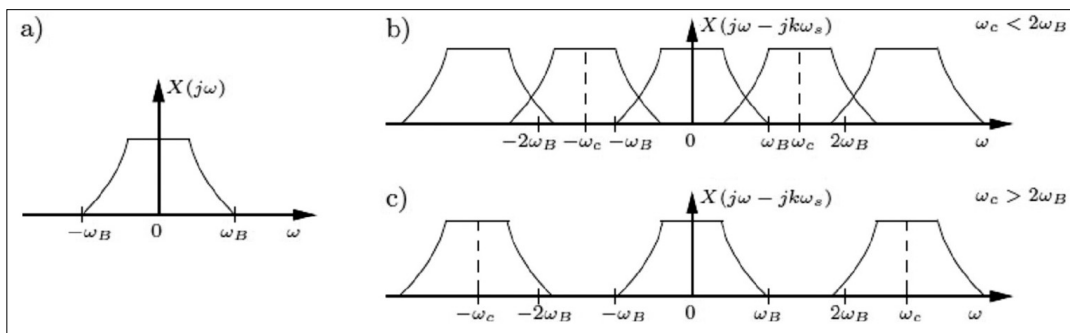 a)
X(jω)
−ω_B 0 ω_B ω
b)
X(jω − jkω_s)
ω_c < 2ω_B
−2ω_B −ω_c −ω_B 0 ω_B ω_c 2ω_B ω
c)
X(jω − jkω_s)
ω_c > 2ω_B
−ω_c −2ω_B −ω_B 0 ω_B 2ω_B ω_c ω